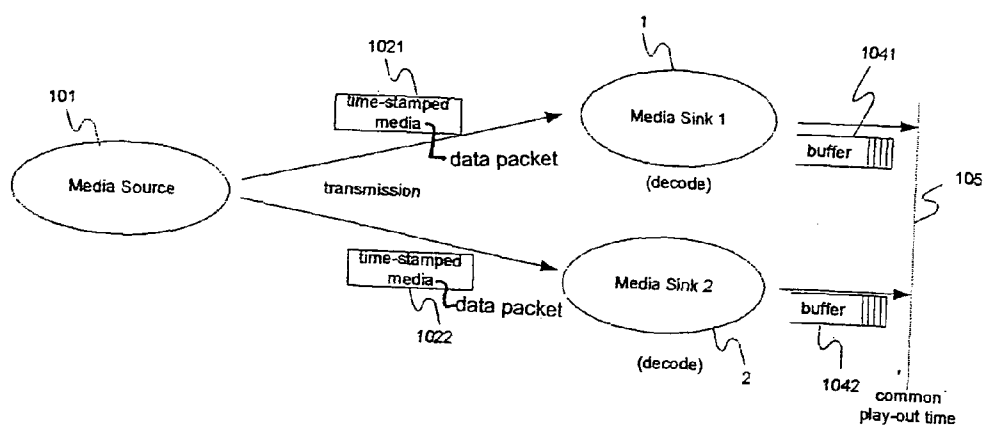 1021
1
1041
101
time-stamped
media
data packet
Media Sink 1
buffer
Media Source
transmission
(decode)
105
time-stamped
media
data packet
1022
Media Sink 2
buffer
(decode)
2
1042
common
play-out time